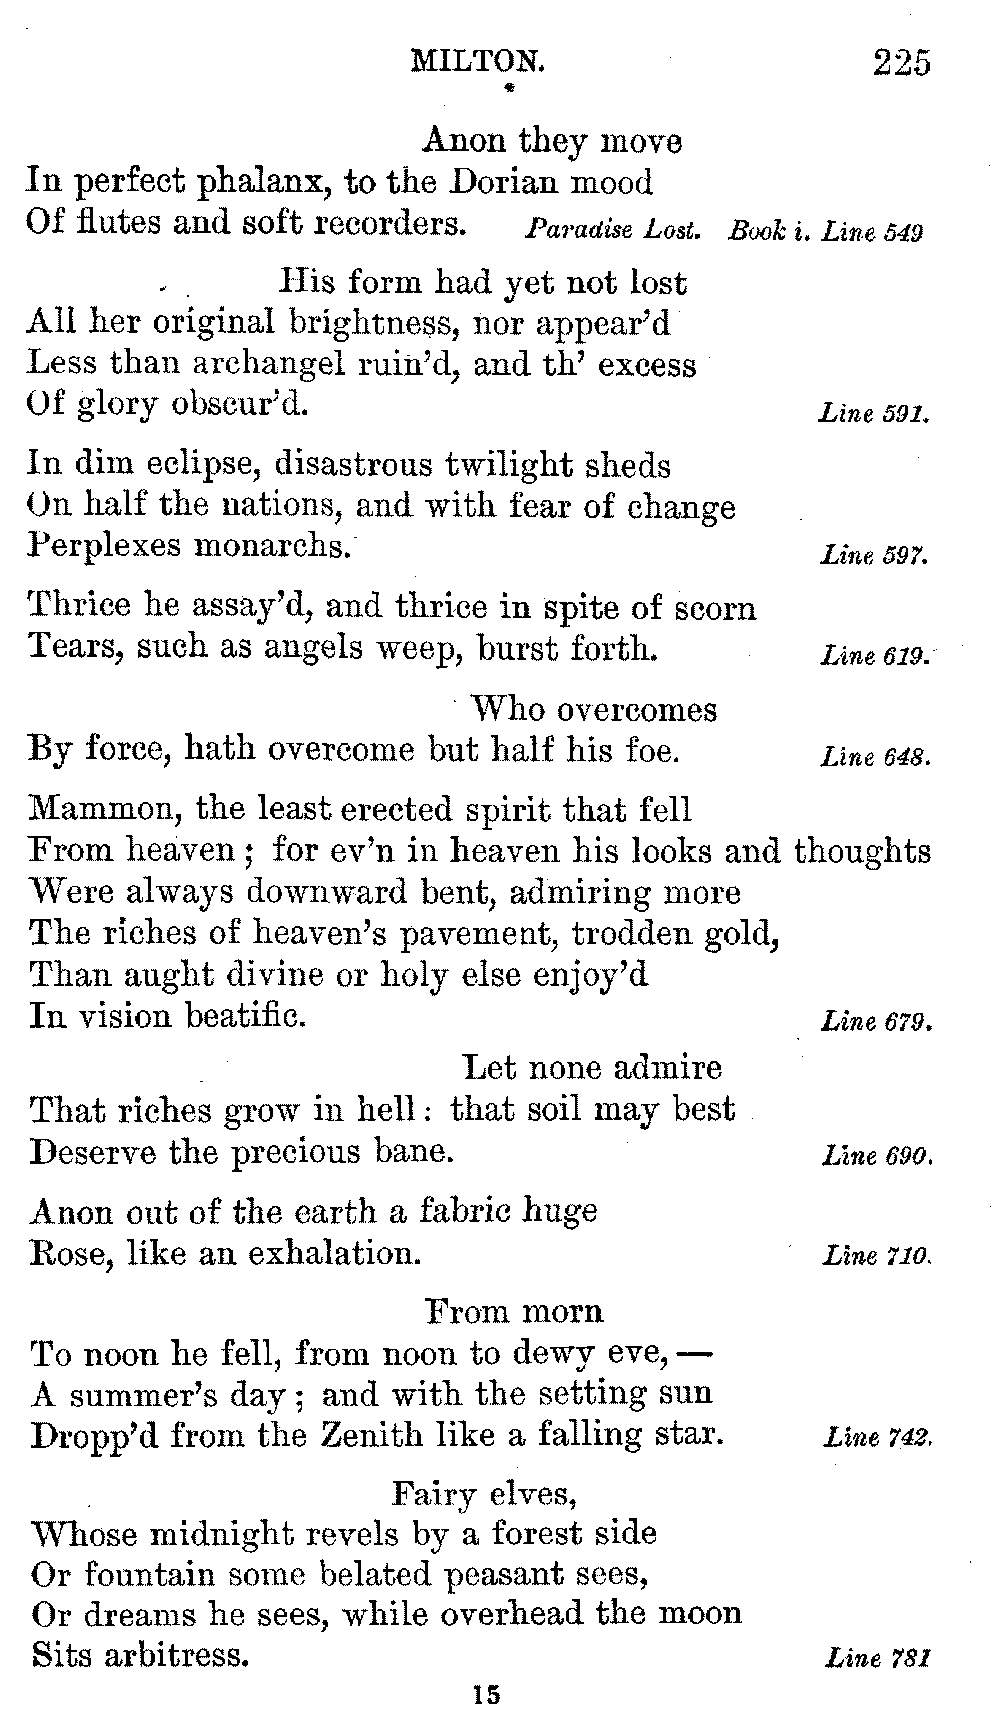 MILTON. 225
Anon they move
In perfect phalanx, to the Dorian mood
Of flutes and soft recorders. Paradise Lost. Book i. Line 549
His form had yet not lost
All her original brightness, nor appear'd
Less than archangel ruin'd, and th' excess
Of glory obscur'd. Line 591.
In dim eclipse, disastrous twilight sheds
On half the nations, and with fear of change
Perplexes monarchs. Line 597.
Thrice he assay'd, and thrice in spite of scorn
Tears, such as angels weep, burst forth. Line 619.
Who overcomes
By force, hath overcome but half his foe. Line 648.
Mammon, the least erected spirit that fell
From heaven ; for ev'n in heaven his looks and thoughts
Were always downward bent, admiring more
The riches of heaven's pavement, trodden gold,
Than aught divine or holy else enjoy'd
In vision beatific. Line 679.
Let none admire
That riches grow in hell : that soil may best
Deserve the precious bane. Line 690.
Anon out of the earth a fabric huge
Rose, like an exhalation. Line 710.
From morn
To noon he fell, from noon to dewy eve, —
A summer's day ; and with the setting sun
Dropp'd from the Zenith like a falling star. Line 742.
Fairy elves,
Whose midnight revels by a forest side
Or fountain some belated peasant sees,
Or dreams he sees, while overhead the moon
Sits arbitress. Line 781
15